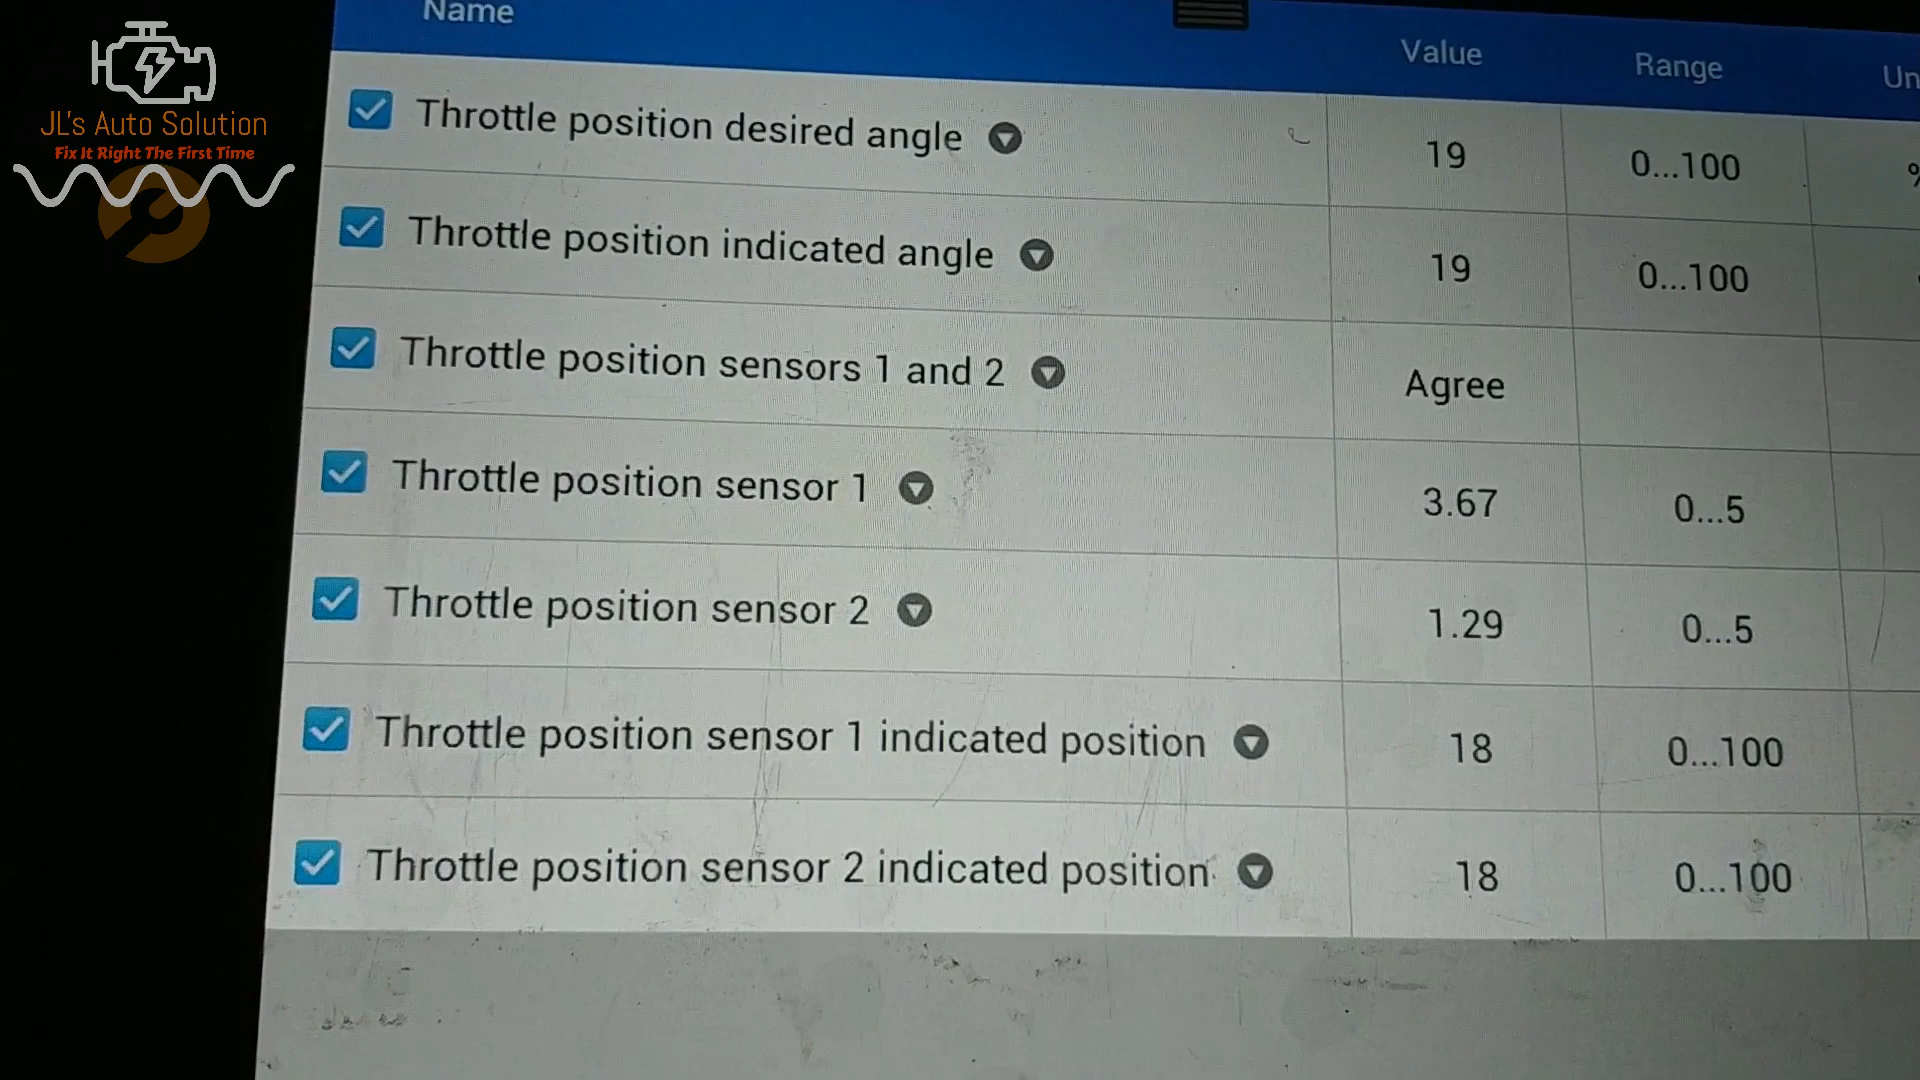 JL's Auto Solution
Fix It Right The First Time
Name Value Range Un
Throttle position desired angle 19 0...100 %
Throttle position indicated angle 19 0...100
Throttle position sensors 1 and 2 Agree
Throttle position sensor 1 3.67 0...5
Throttle position sensor 2 1.29 0...5
Throttle position sensor 1 indicated position 18 0...100
Throttle position sensor 2 indicated position 18 0...100